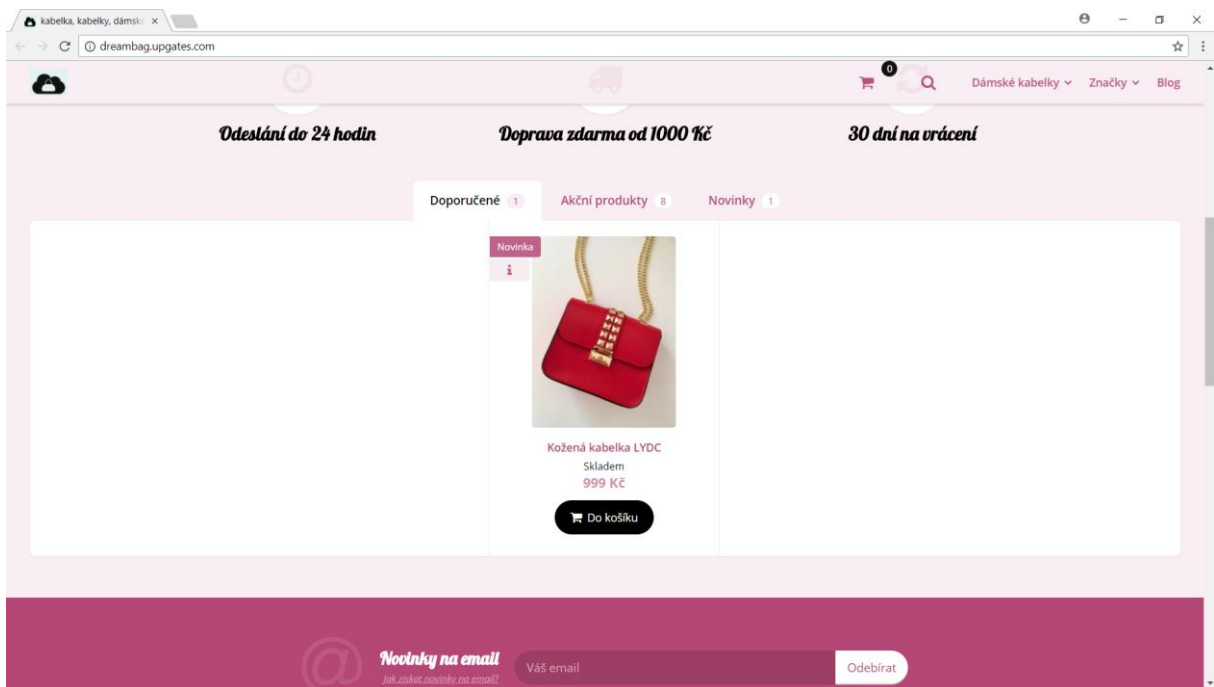 kabelka, kabelky, dámsk
dreambag.upgates.com
0
Dámské kabelky
Značky
Blog
Odeslání do 24 hodin
Doprava zdarma od 1000 Kč
30 dní na vrácení
Doporučené 1
Akční produkty 8
Novinky 1
Novinka
i
Kožená kabelka LYDC
Skladem
999 Kč
Do košíku
@
Novinky na email
Jak získat novinky na email?
Váš email
Odebírat